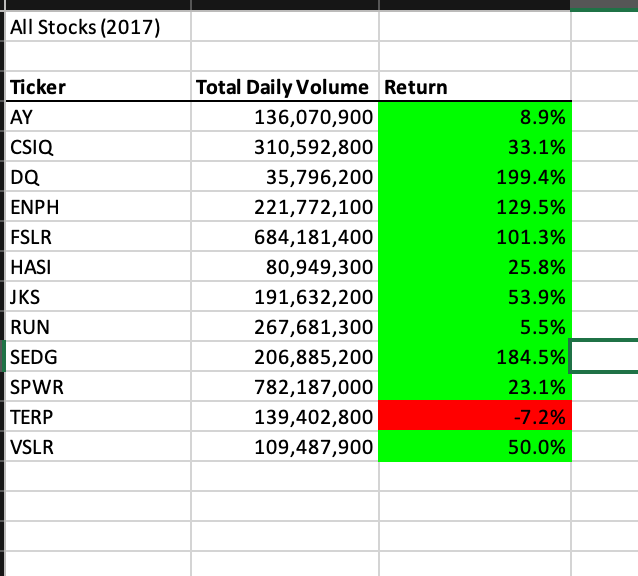 All Stocks (2017)
Ticker Total Daily Volume Return
AY 136,070,900 8.9%
CSIQ 310,592,800 33.1%
DQ 35,796,200 199.4%
ENPH 221,772,100 129.5%
FSLR 684,181,400 101.3%
HASI 80,949,300 25.8%
JKS 191,632,200 53.9%
RUN 267,681,300 5.5%
SEDG 206,885,200 184.5%
SPWR 782,187,000 23.1%
TERP 139,402,800 -7.2%
VSLR 109,487,900 50.0%